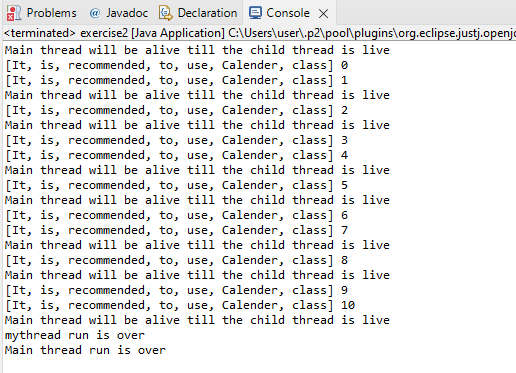 Problems @ Javadoc Declaration Console
<terminated> exercise2 [Java Application] C:\Users\user\.p2\pool\plugins\org.eclipse.justj.openjd
Main thread will be alive till the child thread is live
[It, is, recommended, to, use, Calender, class] 0
[It, is, recommended, to, use, Calender, class] 1
Main thread will be alive till the child thread is live
[It, is, recommended, to, use, Calender, class] 2
Main thread will be alive till the child thread is live
[It, is, recommended, to, use, Calender, class] 3
[It, is, recommended, to, use, Calender, class] 4
Main thread will be alive till the child thread is live
[It, is, recommended, to, use, Calender, class] 5
Main thread will be alive till the child thread is live
[It, is, recommended, to, use, Calender, class] 6
[It, is, recommended, to, use, Calender, class] 7
Main thread will be alive till the child thread is live
[It, is, recommended, to, use, Calender, class] 8
Main thread will be alive till the child thread is live
[It, is, recommended, to, use, Calender, class] 9
[It, is, recommended, to, use, Calender, class] 10
Main thread will be alive till the child thread is live
mythread run is over
Main thread run is over